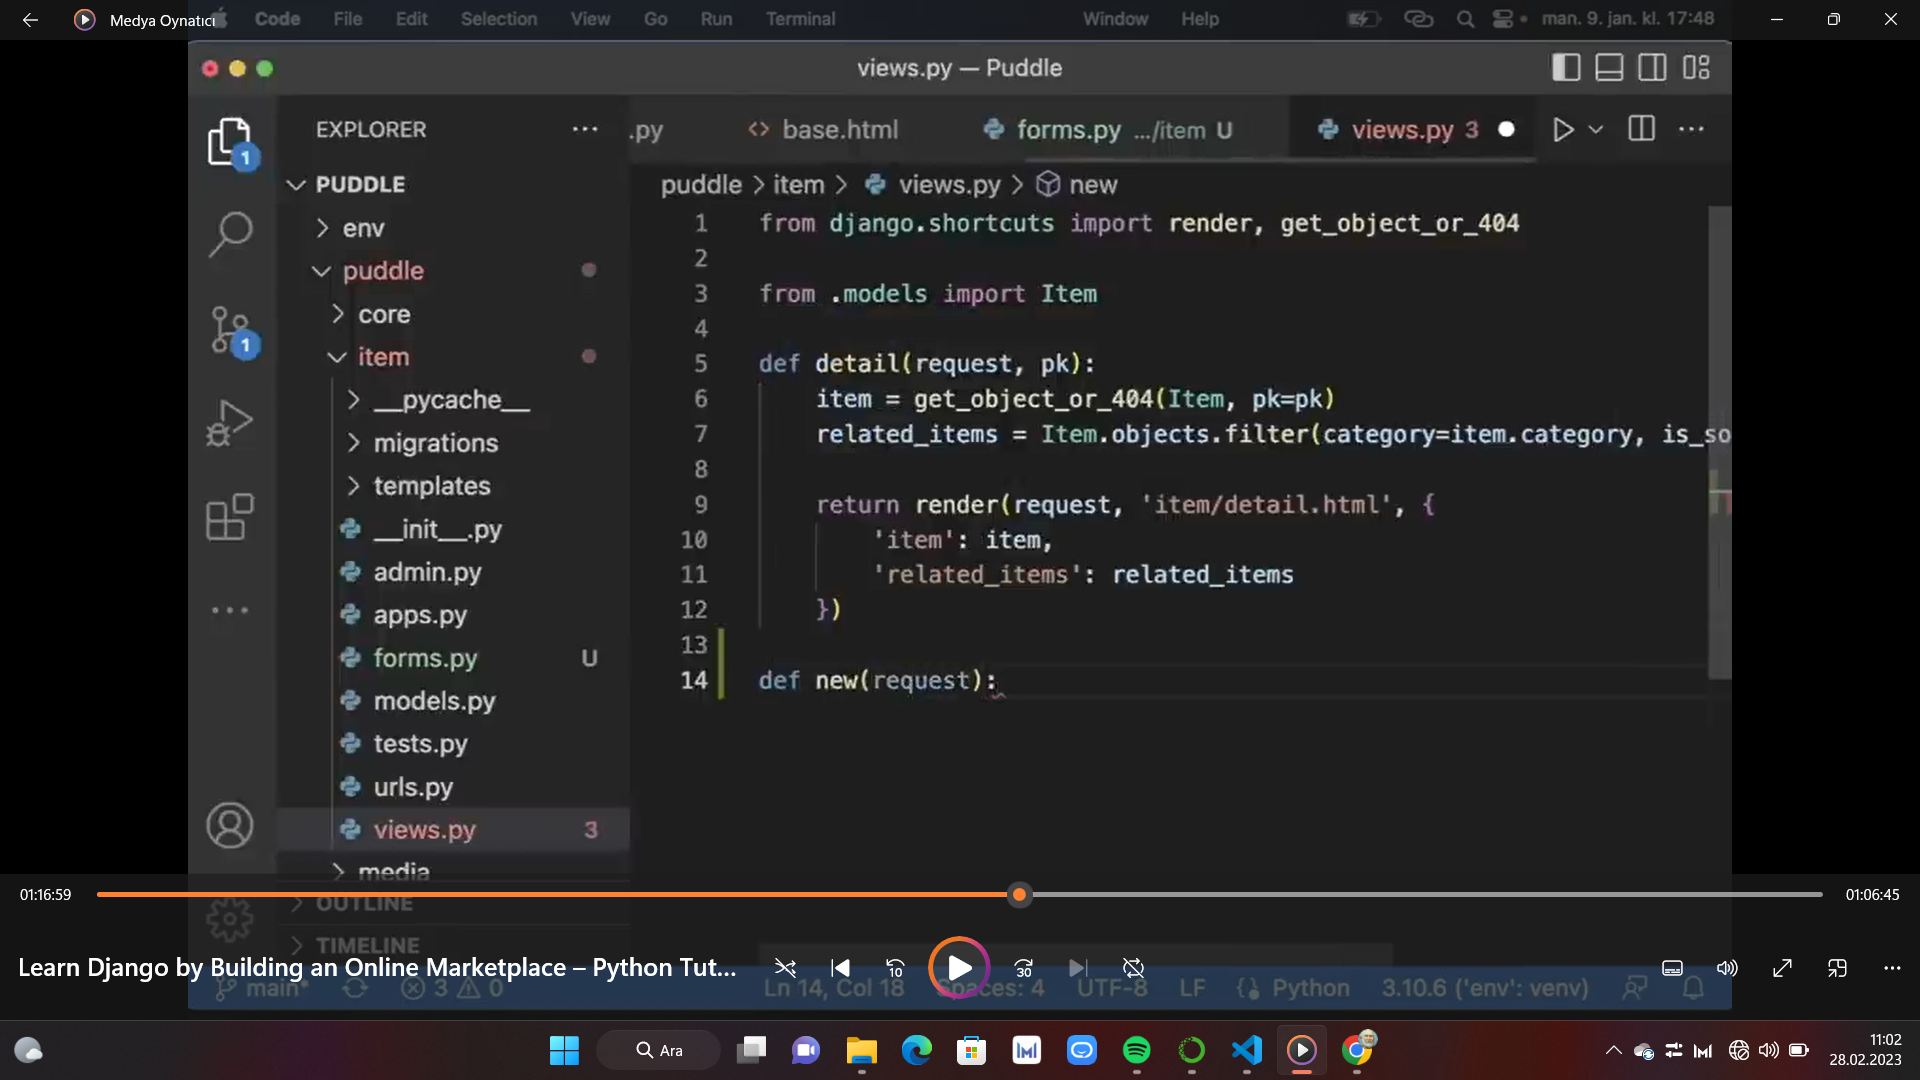 Medya Oynatıcı
Code File Edit Selection View Go Run Terminal Window Help man. 9. jan. kl. 17:48
views.py — Puddle
EXPLORER
.py base.html forms.py .../item U views.py 3
PUDDLE
puddle > item > views.py > new
env
puddle
core
item
__pycache__
migrations
templates
__init__.py
admin.py
apps.py
forms.py U
models.py
tests.py
urls.py
views.py 3
media
OUTLINE
TIMELINE
1
1
1 from django.shortcuts import render, get_object_or_404
2
3 from .models import Item
4
5 def detail(request, pk):
6 item = get_object_or_404(Item, pk=pk)
7 related_items = Item.objects.filter(category=item.category, is_so
8
9 return render(request, 'item/detail.html', {
10 'item': item,
11 'related_items': related_items
12 })
13
14 def new(request):
01:16:59 01:06:45
Learn Django by Building an Online Marketplace – Python Tut...
10 30
main* 3 0 Ln 14, Col 18 Spaces: 4 UTF-8 LF Python 3.10.6 ('env': venv)
Ara
11:02
28.02.2023